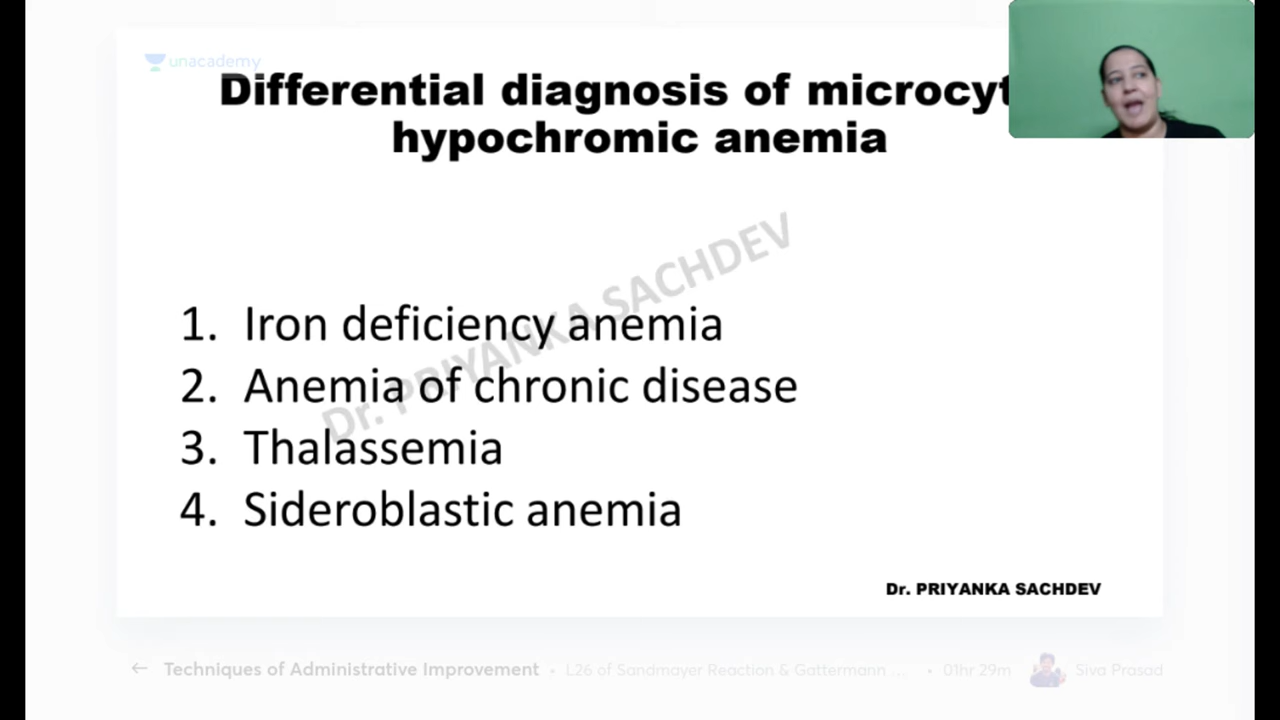 unacademy
Differential diagnosis of microcyt
hypochromic anemia
Dr. PRIYANKA SACHDEV
1. Iron deficiency anemia
2. Anemia of chronic disease
3. Thalassemia
4. Sideroblastic anemia
Dr. PRIYANKA SACHDEV
← Techniques of Administrative Improvement • L26 of Sandmayer Reaction & Gattermann ... • 01hr 29m Siva Prasad